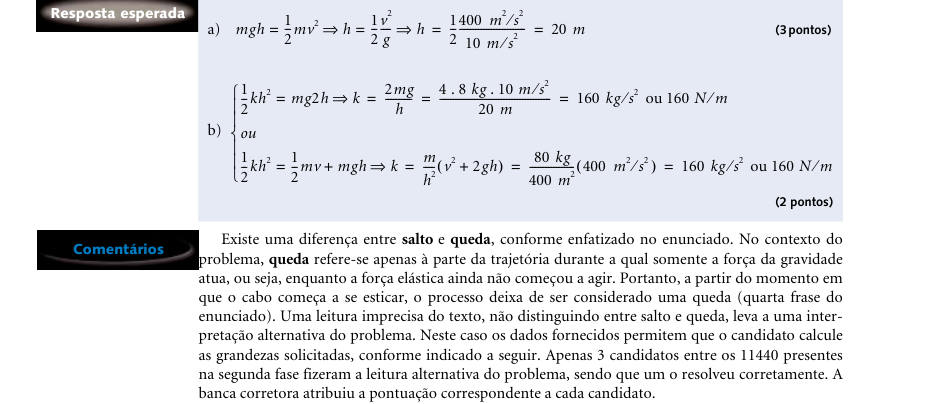 Resposta esperada
a) mgh = 1/2 mv² ⇒ h = 1/2 v²/g ⇒ h = 1/2 400 m²/s² / 10 m/s² = 20 m (3 pontos)
1/2 kh² = mg2h ⇒ k = 2mg/h = 4 . 8 kg . 10 m/s² / 20 m = 160 kg/s² ou 160 N/m
b) ou
1/2 kh² = 1/2 mv + mgh ⇒ k = m/h² (v² + 2gh) = 80 kg / 400 m² (400 m²/s²) = 160 kg/s² ou 160 N/m
(2 pontos)
Comentários
Existe uma diferença entre salto e queda, conforme enfatizado no enunciado. No contexto do
problema, queda refere-se apenas à parte da trajetória durante a qual somente a força da gravidade
atua, ou seja, enquanto a força elástica ainda não começou a agir. Portanto, a partir do momento em
que o cabo começa a se esticar, o processo deixa de ser considerado uma queda (quarta frase do
enunciado). Uma leitura imprecisa do texto, não distinguindo entre salto e queda, leva a uma inter-
pretação alternativa do problema. Neste caso os dados fornecidos permitem que o candidato calcule
as grandezas solicitadas, conforme indicado a seguir. Apenas 3 candidatos entre os 11440 presentes
na segunda fase fizeram a leitura alternativa do problema, sendo que um o resolveu corretamente. A
banca corretora atribuiu a pontuação correspondente a cada candidato.